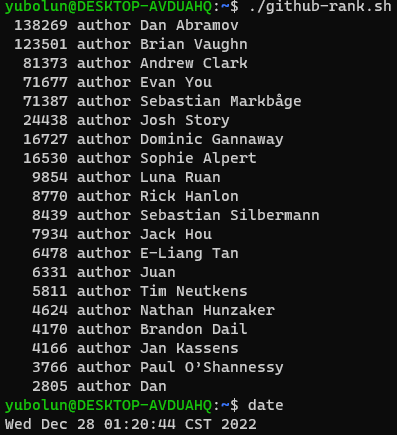 yubolun@DESKTOP-AVDUAHQ:~$ ./github-rank.sh
138269 author Dan Abramov
123501 author Brian Vaughn
81373 author Andrew Clark
71677 author Evan You
71387 author Sebastian Markbåge
24438 author Josh Story
16727 author Dominic Gannaway
16530 author Sophie Alpert
9854 author Luna Ruan
8770 author Rick Hanlon
8439 author Sebastian Silbermann
7934 author Jack Hou
6478 author E-Liang Tan
6331 author Juan
5811 author Tim Neutkens
4624 author Nathan Hunzaker
4170 author Brandon Dail
4166 author Jan Kassens
3766 author Paul O’Shannessy
2805 author Dan
yubolun@DESKTOP-AVDUAHQ:~$ date
Wed Dec 28 01:20:44 CST 2022